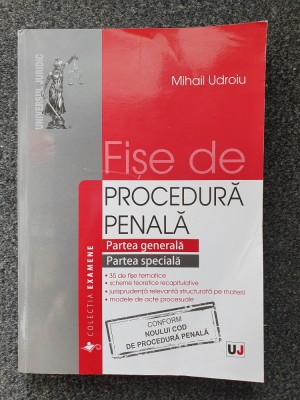 UNIVERSUL JURIDIC
Mihail Udroiu
Fișe de
PROCEDURĂ
PENALĂ
Partea generală
Partea specială
• 35 de fișe tematice
• scheme teoretice recapitulative
• jurisprudență relevantă structurată pe materii
• modele de acte procesuale
COLECȚIA EXAMENE
CONFORM
NOULUI COD
DE PROCEDURĂ PENALĂ
UJ